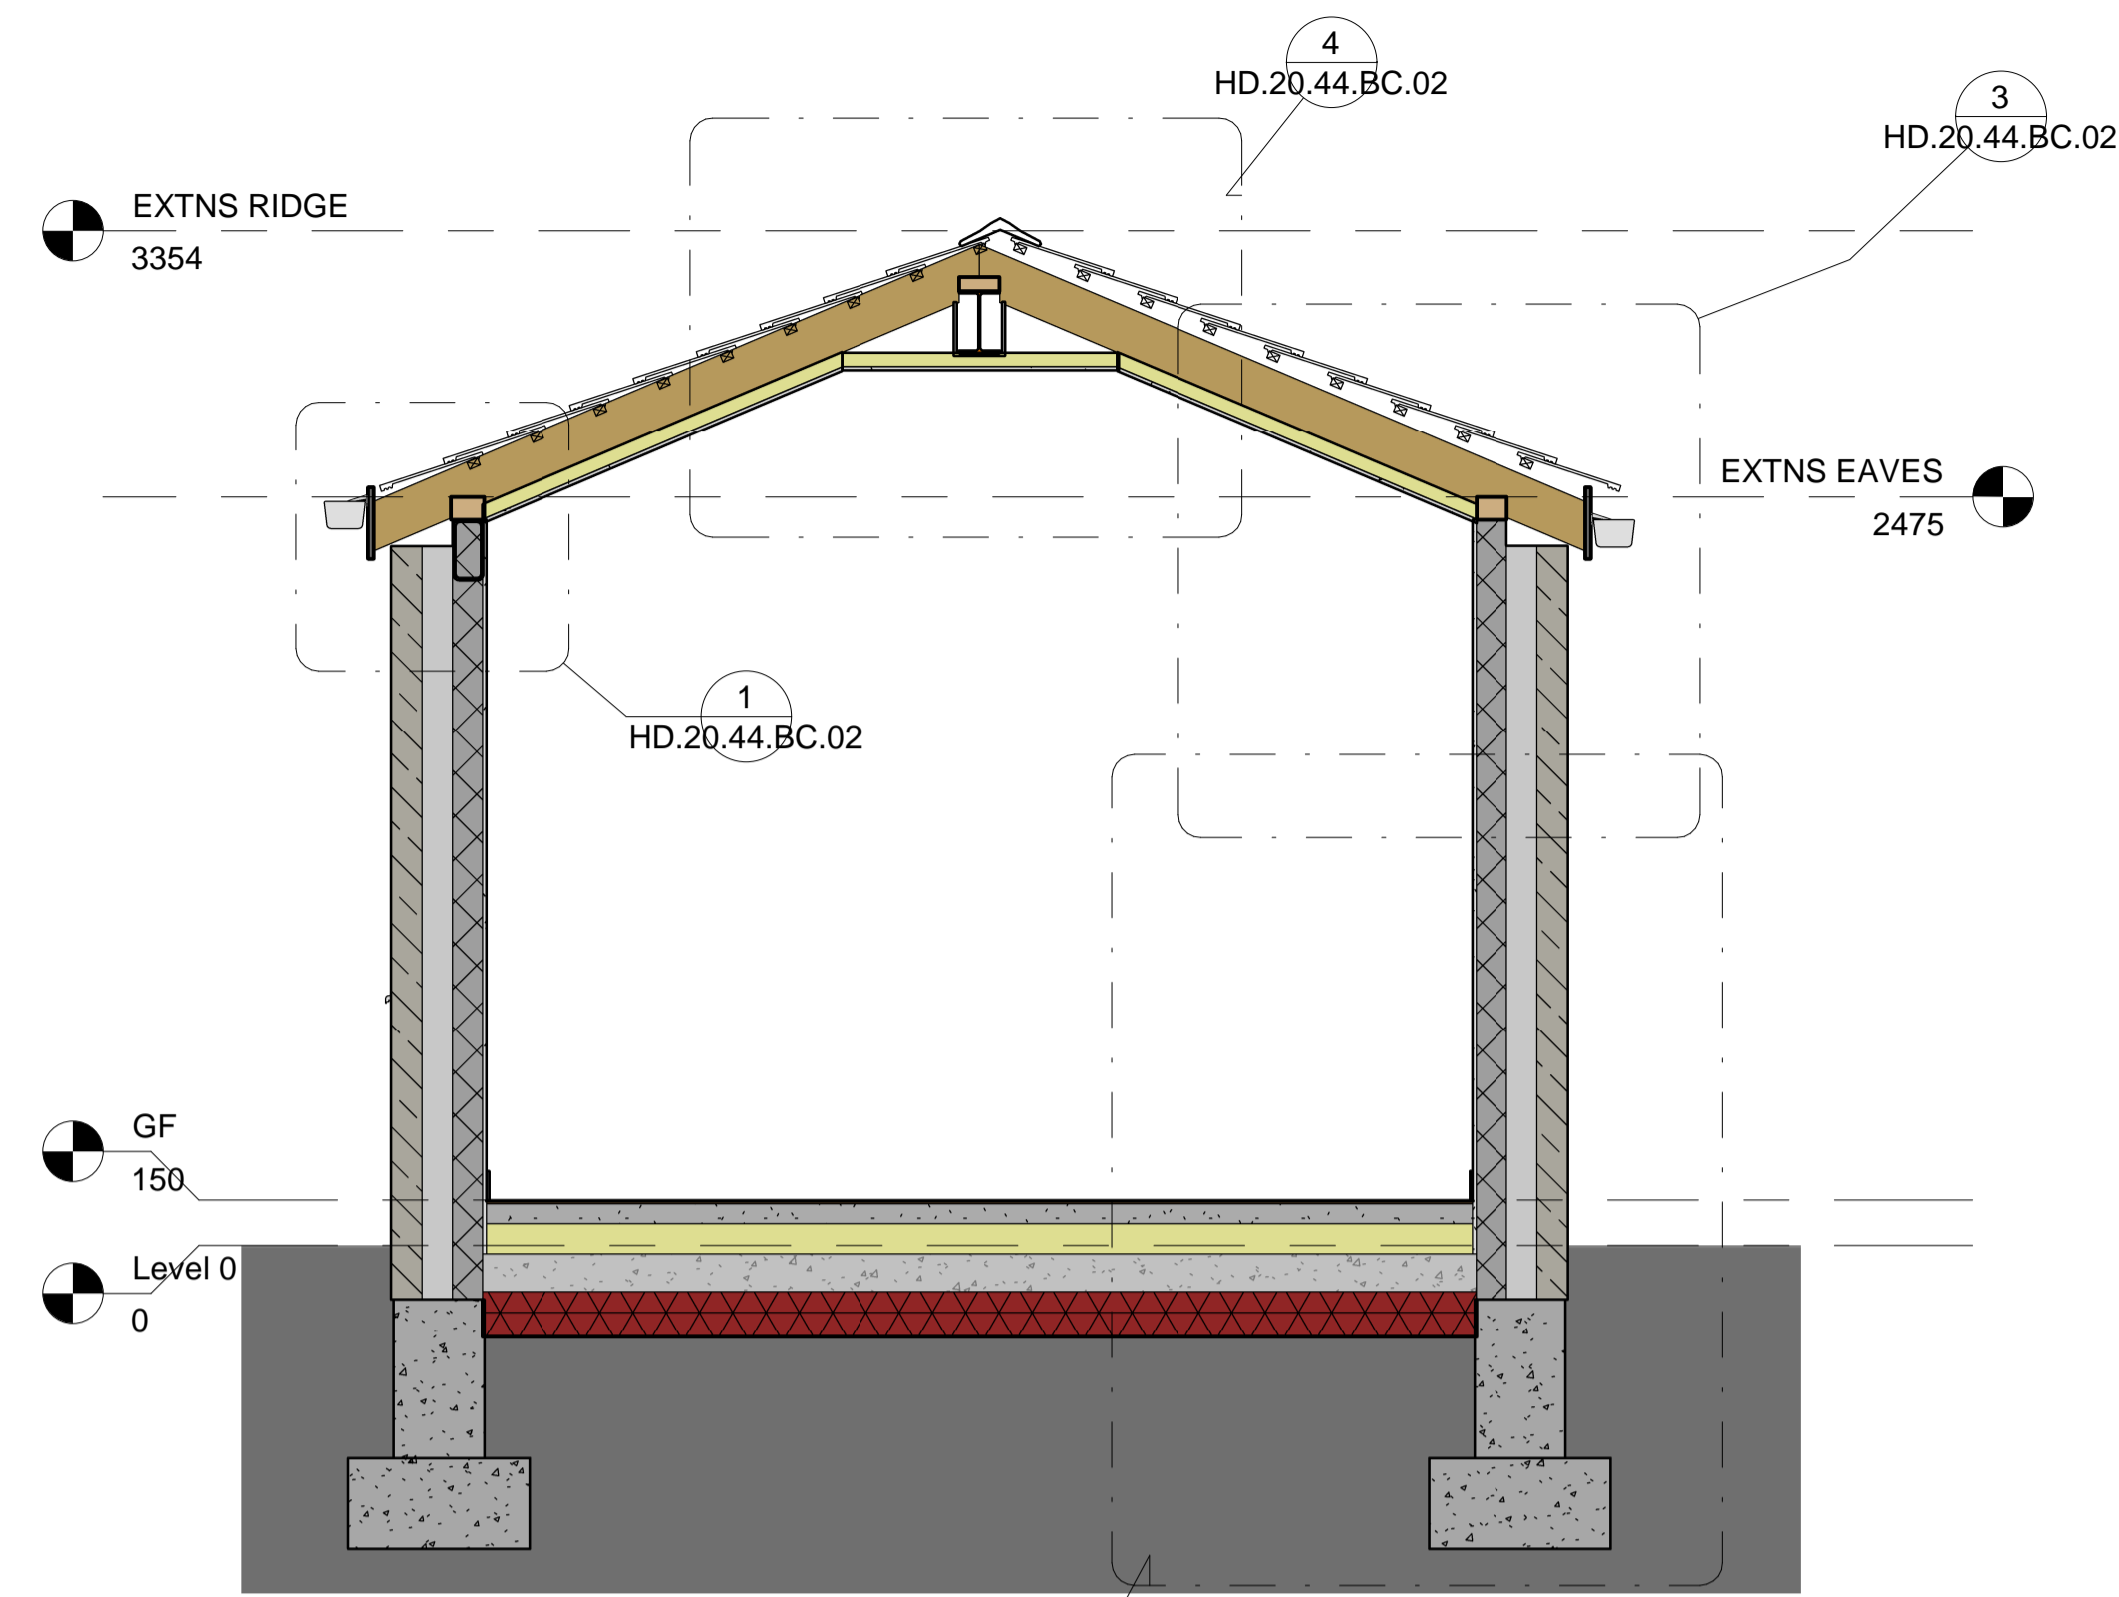 4
HD.20.44.BC.02
3
HD.20.44.BC.02
EXTNS RIDGE
3354
EXTNS EAVES
2475
1
HD.20.44.BC.02
GF
150
Level 0
0